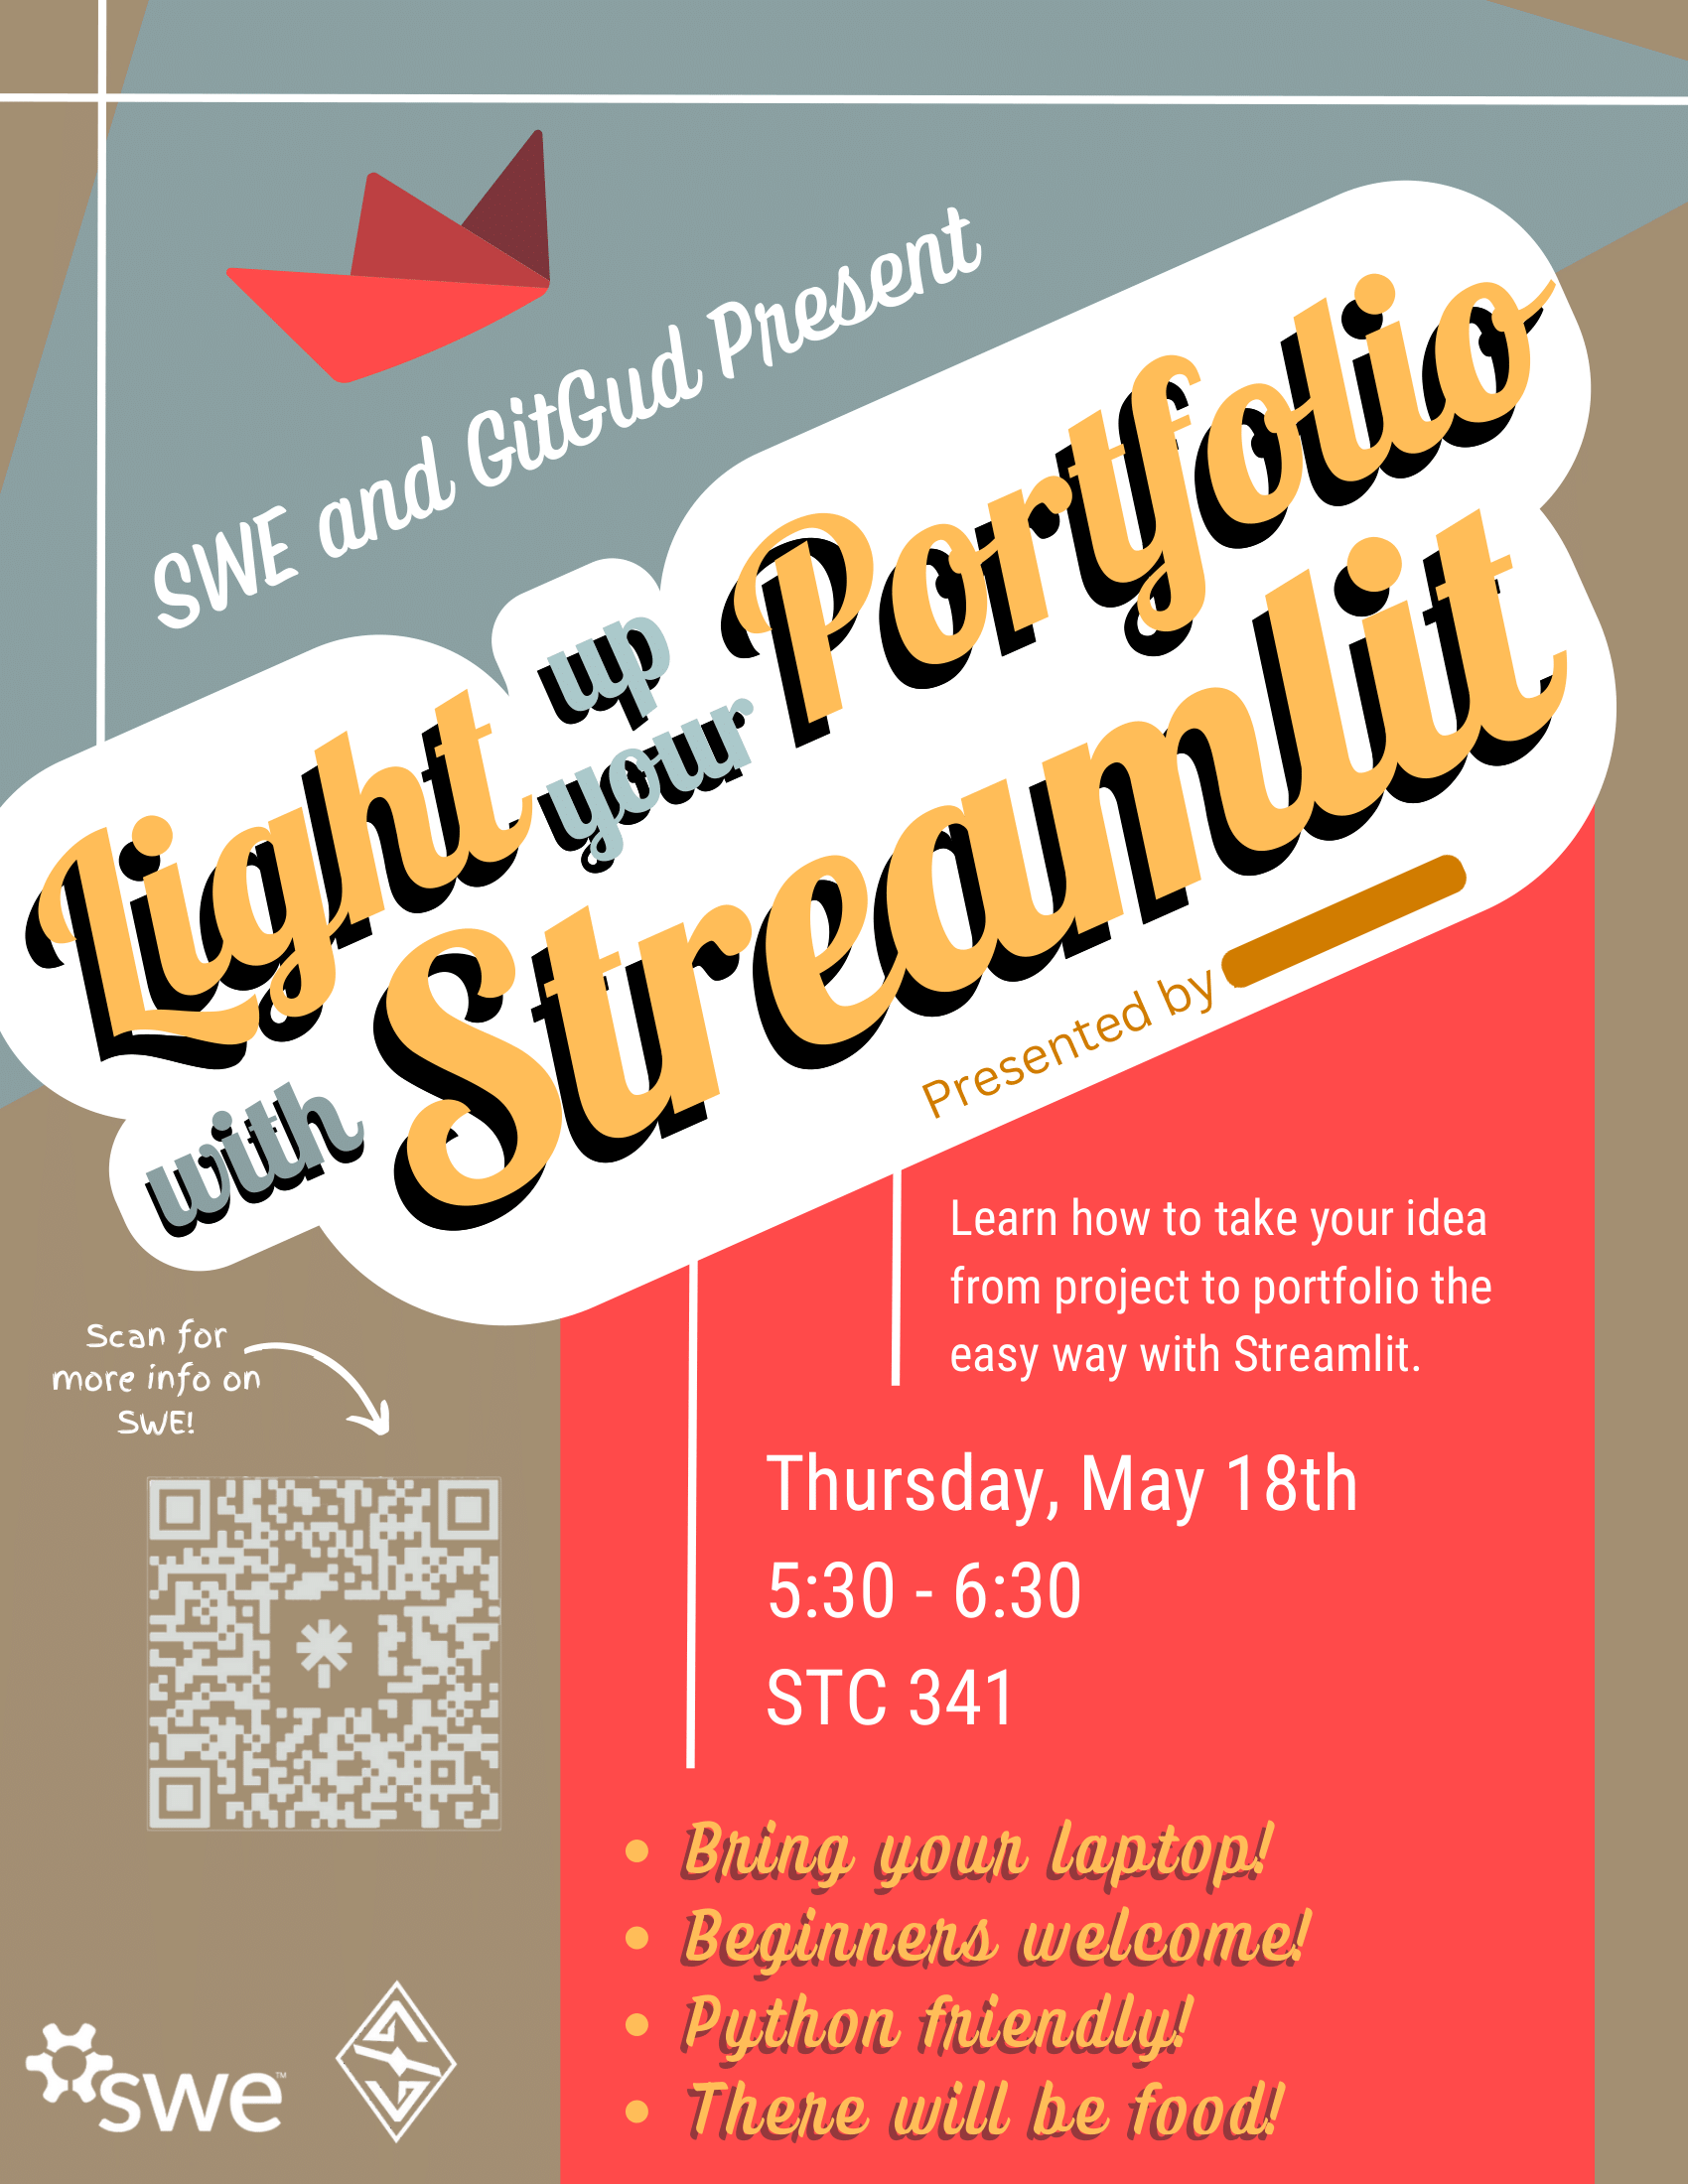 SWE and GitGud Present
Light up your Portfolio
with Streamlit
Presented by
Learn how to take your idea
from project to portfolio the
easy way with Streamlit.
Scan for
more info on
SWE!
Thursday, May 18th
5:30 - 6:30
STC 341
Bring your laptop!
Beginners welcome!
Python friendly!
There will be food!
swe™